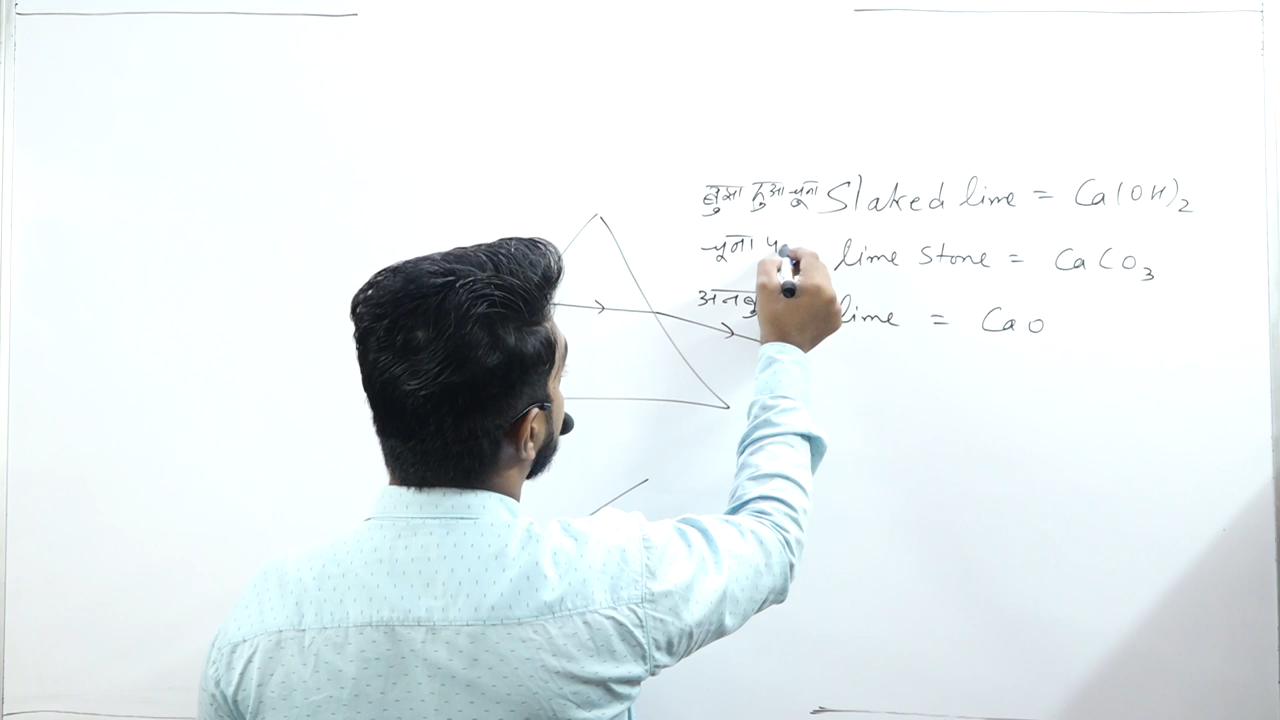 बुझा हुआ चूना Slaked lime = Ca(OH)2
चूना lime stone = CaCO3
lime = CaO